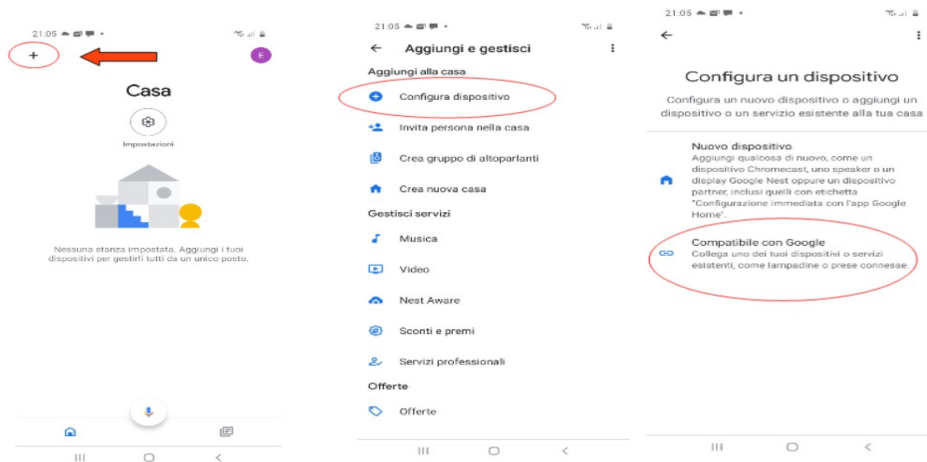 21:05
+
E
Casa
Impostazioni
Nessuna stanza impostata. Aggiungi i tuoi
dispositivi per gestirli tutti da un unico posto.
21:05
Aggiungi e gestisci
Aggiungi alla casa
Configura dispositivo
Invita persona nella casa
Crea gruppo di altoparlanti
Crea nuova casa
Gestisci servizi
Musica
Video
Nest Aware
Sconti e premi
Servizi professionali
Offerte
Offerte
21:05
Configura un dispositivo
Configura un nuovo dispositivo o aggiungi un
dispositivo o un servizio esistente alla tua casa
Nuovo dispositivo
Aggiungi qualcosa di nuovo, come un
dispositivo Chromecast, uno speaker o un
display Google Nest oppure un dispositivo
partner, inclusi quelli con etichetta
"Configurazione immediata con l'app Google
Home".
Compatibile con Google
Collega uno dei tuoi dispositivi o servizi
esistenti, come lampadine o prese connesse.